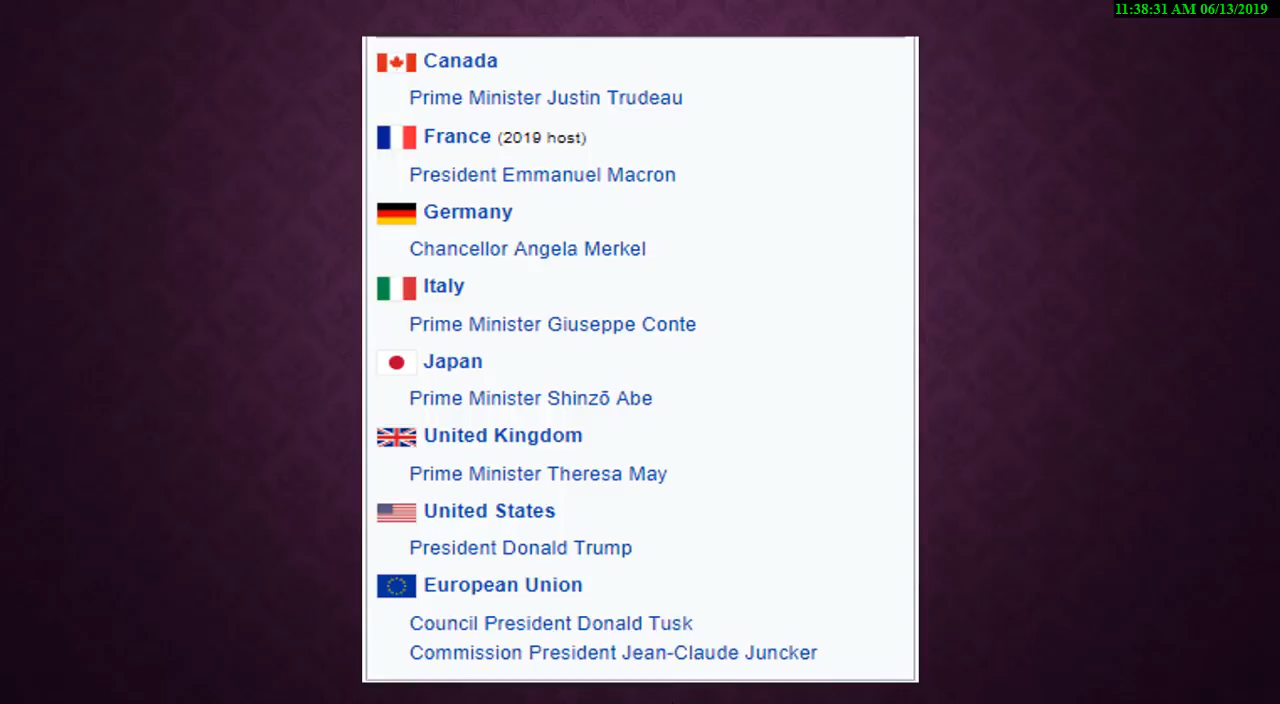 11:38:31 AM 06/13/2019
Canada
Prime Minister Justin Trudeau
France (2019 host)
President Emmanuel Macron
Germany
Chancellor Angela Merkel
Italy
Prime Minister Giuseppe Conte
Japan
Prime Minister Shinzō Abe
United Kingdom
Prime Minister Theresa May
United States
President Donald Trump
European Union
Council President Donald Tusk
Commission President Jean-Claude Juncker